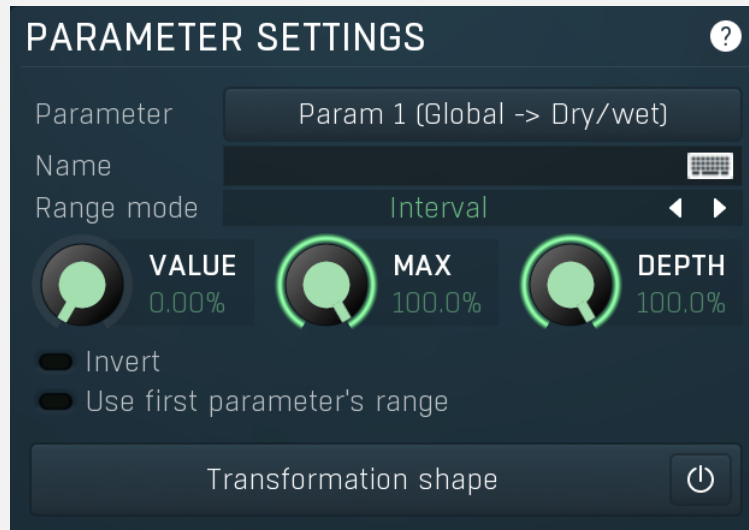 PARAMETER SETTINGS ?
Parameter Param 1 (Global -> Dry/wet)
Name
Range mode Interval
VALUE MAX DEPTH
0.00% 100.0% 100.0%
Invert
Use first parameter's range
Transformation shape